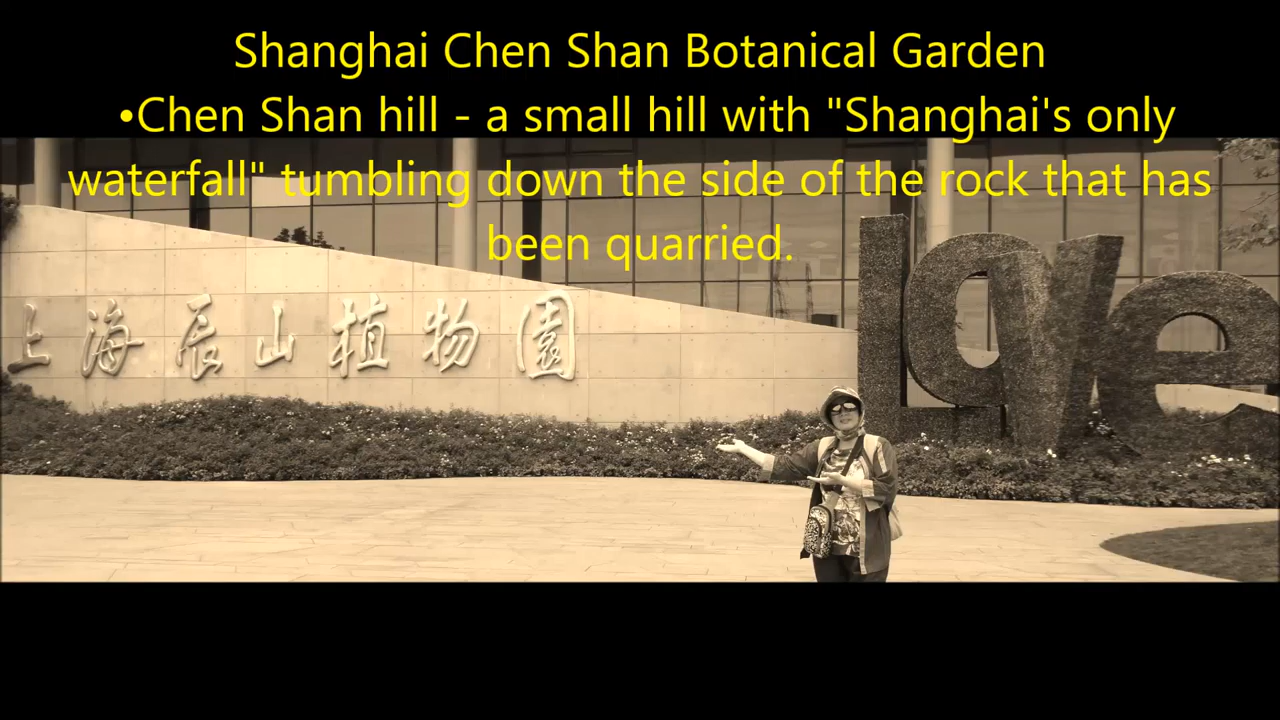 Shanghai Chen Shan Botanical Garden
•Chen Shan hill - a small hill with "Shanghai's only
waterfall" tumbling down the side of the rock that has
been quarried.
上海辰山植物園
love